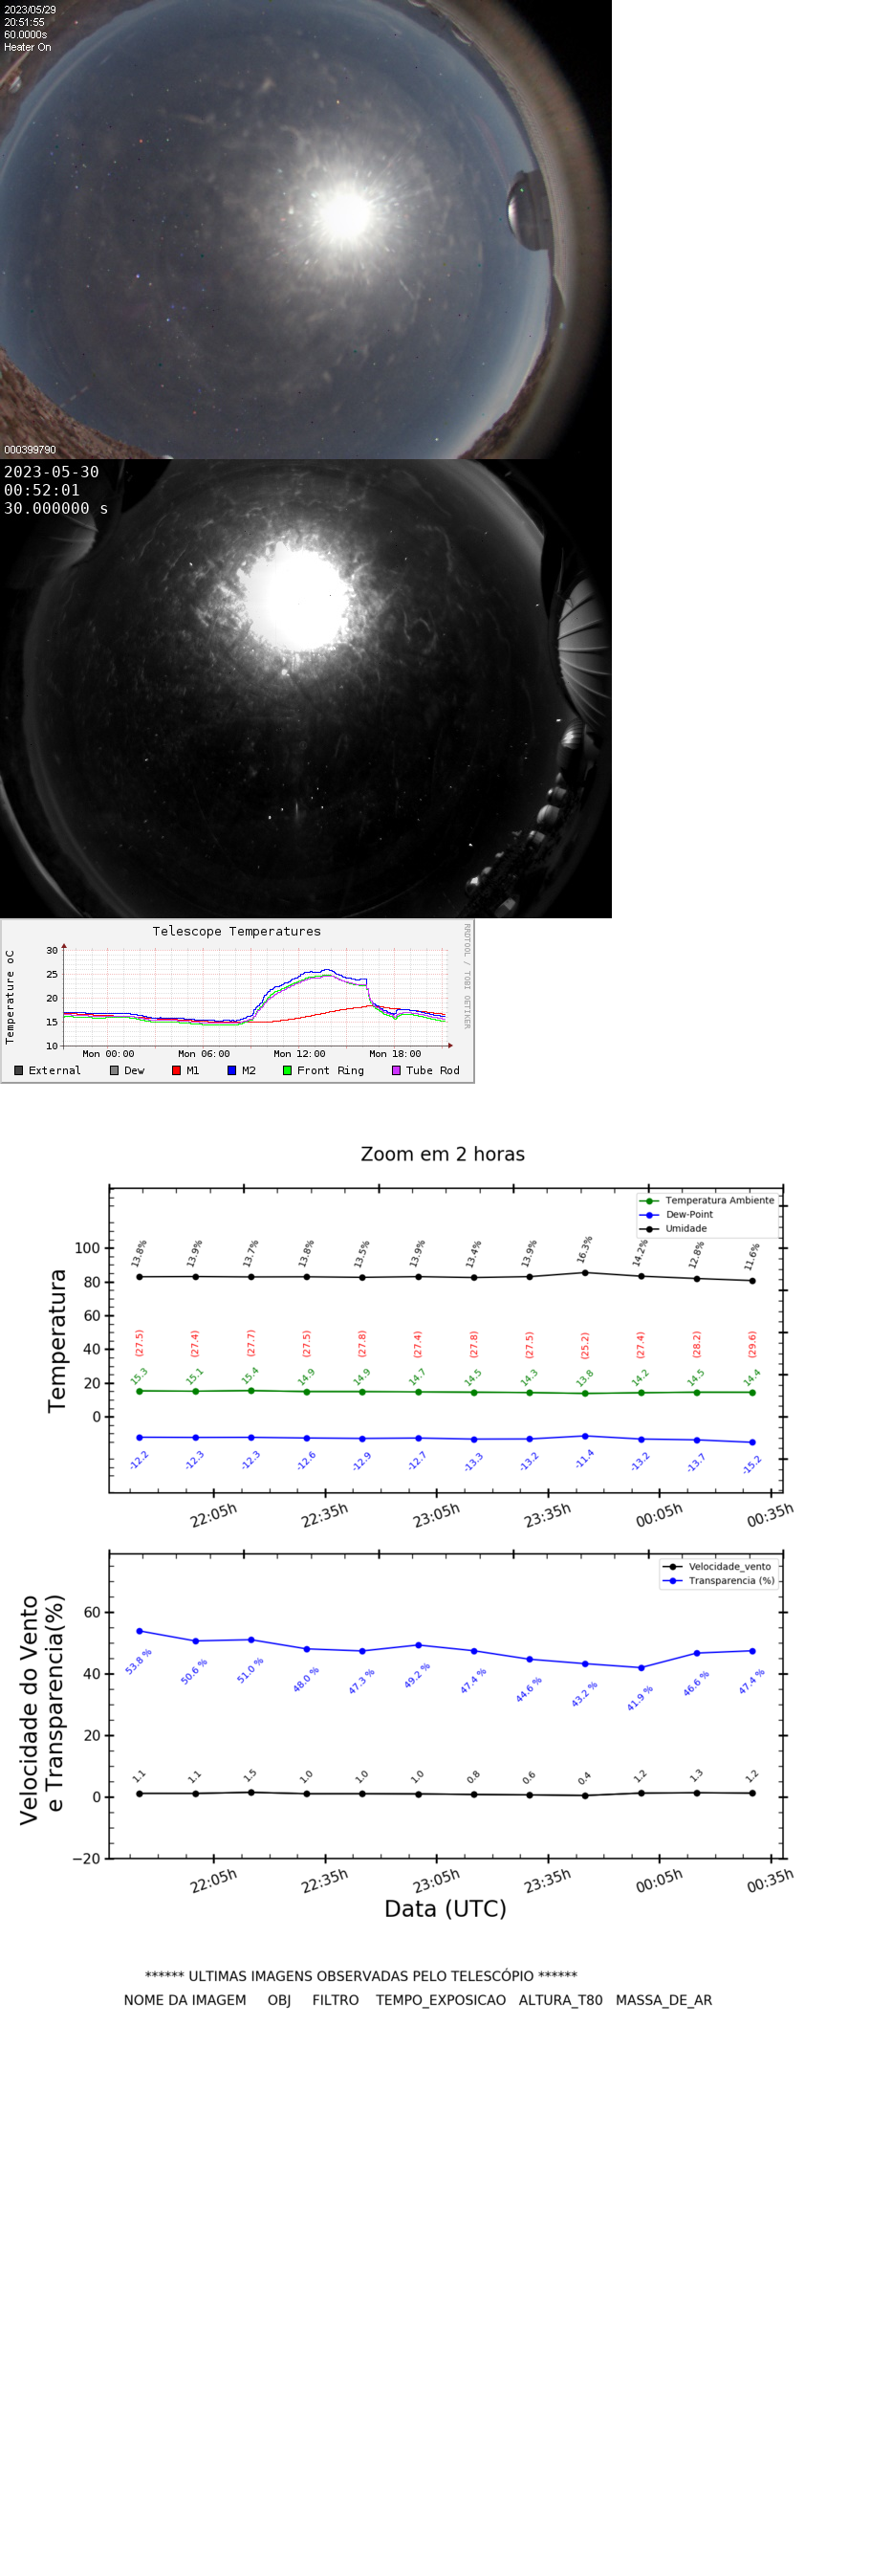 2023/05/29
20:51:55
60.0000s
Heater On
000399790
2023-05-30
00:52:01
30.000000 s
Telescope Temperatures
RRDTOOL / TOBI OETIKER
Temperature oC
30
25
20
15
10
Mon 00:00 Mon 06:00 Mon 12:00 Mon 18:00
External Dew M1 M2 Front Ring Tube Rod
Zoom em 2 horas
Temperatura Ambiente
Dew-Point
Umidade
Temperatura
100
80
60
40
20
0
13.8% 13.9% 13.7% 13.8% 13.5% 13.9% 13.4% 13.9% 16.3% 14.2% 12.8% 11.6%
(27.5) (27.4) (27.7) (27.5) (27.8) (27.4) (27.8) (27.5) (25.2) (27.4) (28.2) (29.6)
15.3 15.1 15.4 14.9 14.9 14.7 14.5 14.3 13.8 14.2 14.5 14.4
-12.2 -12.3 -12.3 -12.6 -12.9 -12.7 -13.3 -13.2 -11.4 -13.2 -13.7 -15.2
22:05h 22:35h 23:05h 23:35h 00:05h 00:35h
Velocidade_vento
Transparencia (%)
Velocidade do Vento
e Transparencia(%)
60
40
20
0
−20
53.8 % 50.6 % 51.0 % 48.0 % 47.3 % 49.2 % 47.4 % 44.6 % 43.2 % 41.9 % 46.6 % 47.4 %
1.1 1.1 1.5 1.0 1.0 1.0 0.8 0.6 0.4 1.2 1.3 1.2
22:05h 22:35h 23:05h 23:35h 00:05h 00:35h
Data (UTC)
****** ULTIMAS IMAGENS OBSERVADAS PELO TELESCÓPIO ******
NOME DA IMAGEM OBJ FILTRO TEMPO_EXPOSICAO ALTURA_T80 MASSA_DE_AR